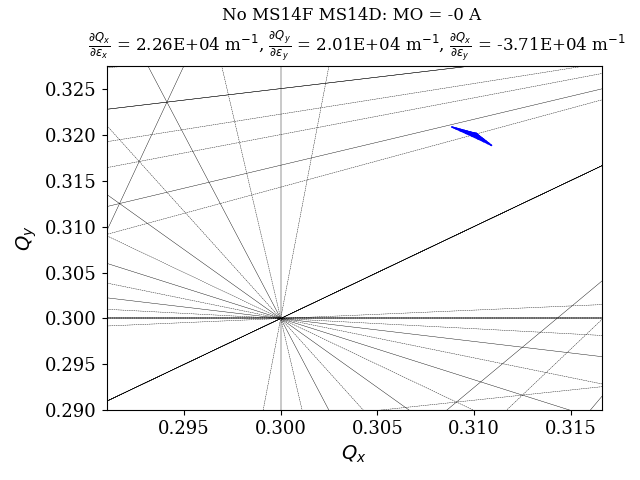 No MS14F MS14D: MO = -0 A
∂Qx/∂εx = 2.26E+04 m⁻¹, ∂Qy/∂εy = 2.01E+04 m⁻¹, ∂Qx/∂εy = -3.71E+04 m⁻¹
0.325
0.320
0.315
0.310
0.305
0.300
0.295
0.290
Qy
0.295 0.300 0.305 0.310 0.315
Qx